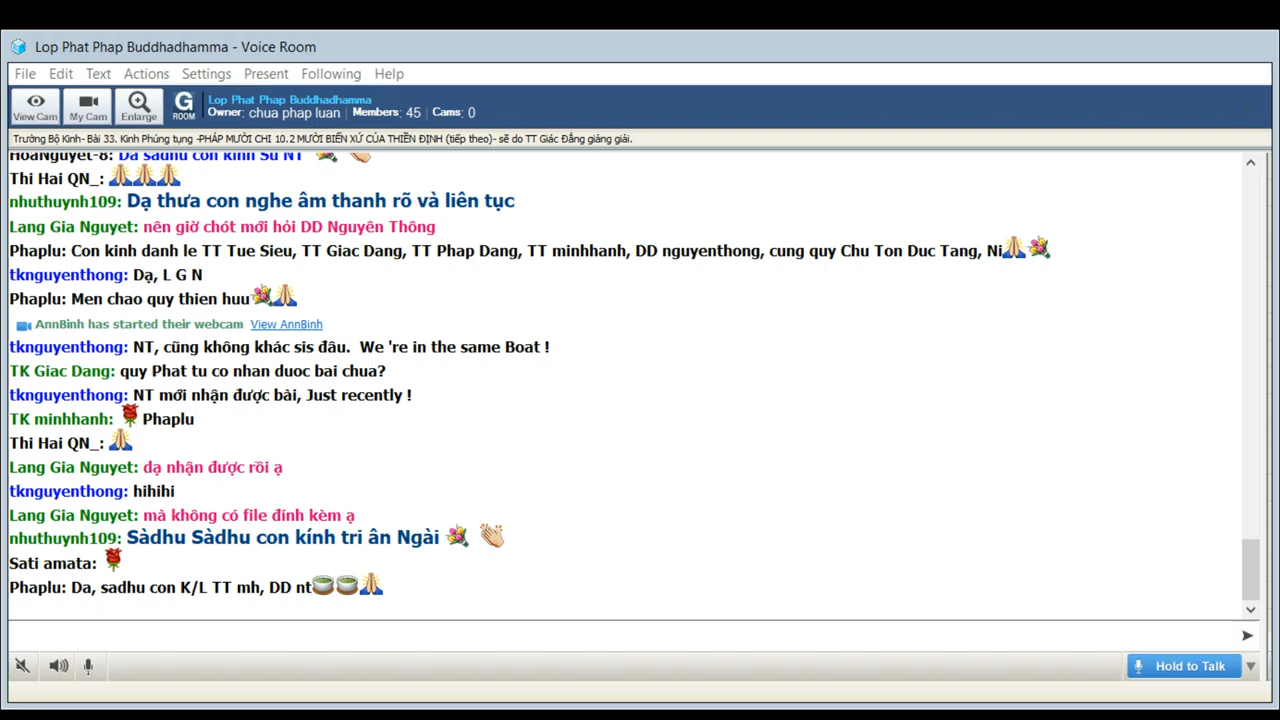 Lop Phat Phap Buddhadhamma - Voice Room
File Edit Text Actions Settings Present Following Help
View Cam My Cam Enlarge G ROOM
Lop Phat Phap Buddhadhamma
Owner: chua phap luan | Members: 45 | Cams: 0
Trường Bộ Kinh- Bài 33. Kinh Phúng tụng -PHÁP MƯỜI CHI 10.2 MƯỜI BIẾN XỨ CỦA THIỀN ĐỊNH (tiếp theo)- sẽ do TT Giác Đẳng giảng giải.
HoaNguyet-8: Da sadhu con kinh Su NT
Thi Hai QN_:
nhuthuynh109: Dạ thưa con nghe âm thanh rõ và liên tục
Lang Gia Nguyet: nên giờ chót mới hỏi DD Nguyên Thông
Phaplu: Con kinh danh le TT Tue Sieu, TT Giac Dang, TT Phap Dang, TT minhhanh, DD nguyenthong, cung quy Chu Ton Duc Tang, Ni
tknguyenthong: Dạ, L G N
Phaplu: Men chao quy thien huu
AnnBinh has started their webcam View AnnBinh
tknguyenthong: NT, cũng không khác sis đâu. We 're in the same Boat !
TK Giac Dang: quy Phat tu co nhan duoc bai chua?
tknguyenthong: NT mới nhận được bài, Just recently !
TK minhhanh: Phaplu
Thi Hai QN_:
Lang Gia Nguyet: dạ nhận được rồi ạ
tknguyenthong: hihihi
Lang Gia Nguyet: mà không có file đính kèm ạ
nhuthuynh109: Sàdhu Sàdhu con kính tri ân Ngài
Sati amata:
Phaplu: Da, sadhu con K/L TT mh, DD nt
Hold to Talk